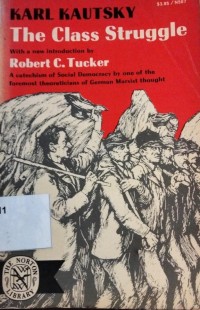 KARL KAUTSKY
$3.95 / N587
The Class Struggle
With a new introduction by
Robert C. Tucker
A catechism of Social Democracy by one of the
foremost theoreticians of German Marxist thought
THE NORTON
LIBRARY